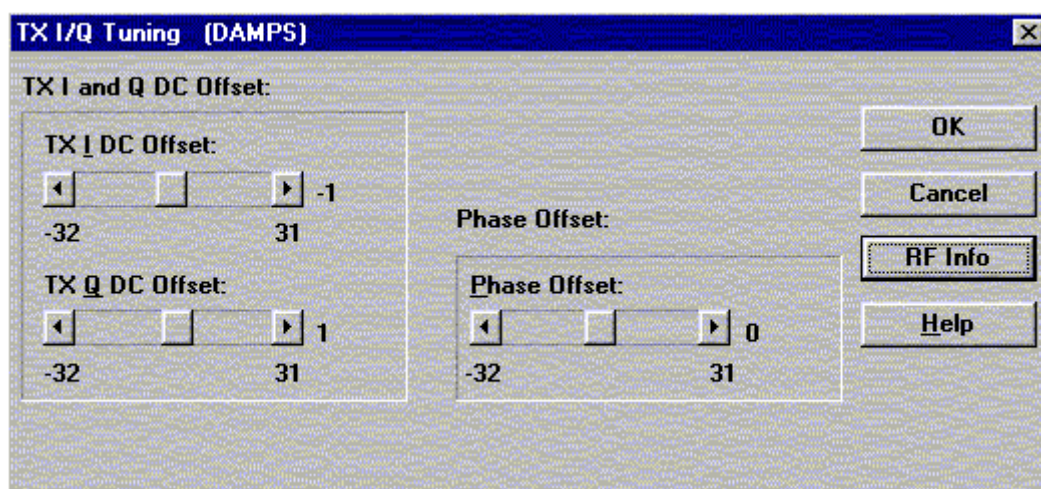 TX I/Q Tuning (DAMPS)
TX I and Q DC Offset:
TX I DC Offset:
-1
-32 31
TX Q DC Offset:
1
-32 31
Phase Offset:
Phase Offset:
0
-32 31
OK
Cancel
RF Info
Help